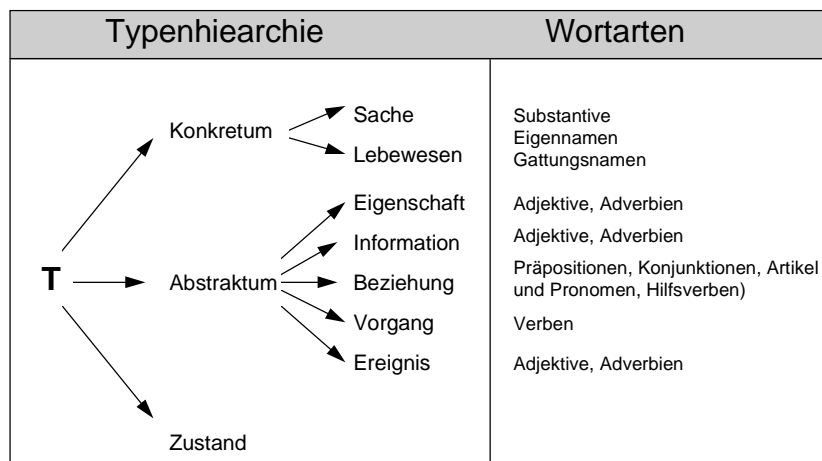 Typenhiearchie Wortarten
Sache Substantive
Konkretum Eigennamen
Lebewesen Gattungsnamen
Eigenschaft Adjektive, Adverbien
Information Adjektive, Adverbien
T Abstraktum Beziehung Präpositionen, Konjunktionen, Artikel
und Pronomen, Hilfsverben)
Vorgang Verben
Ereignis Adjektive, Adverbien
Zustand